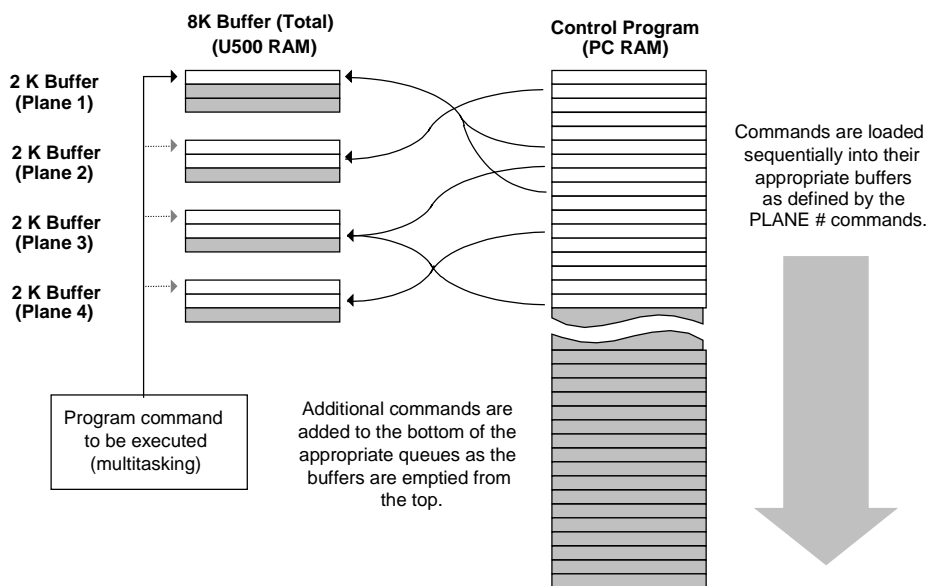 8K Buffer (Total)
(U500 RAM)
Control Program
(PC RAM)
2 K Buffer
(Plane 1)
2 K Buffer
(Plane 2)
2 K Buffer
(Plane 3)
2 K Buffer
(Plane 4)
Commands are loaded
sequentially into their
appropriate buffers
as defined by the
PLANE # commands.
Program command
to be executed
(multitasking)
Additional commands are
added to the bottom of the
appropriate queues as the
buffers are emptied from
the top.